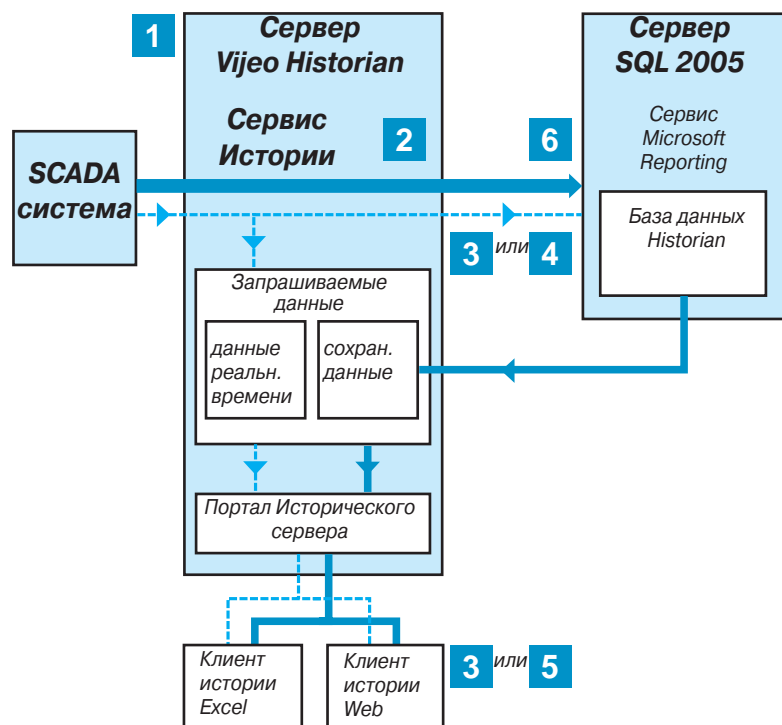 1
Сервер
Vijeo Historian
Сервер
SQL 2005
Сервис
Истории
2
6
Сервис
Microsoft
Reporting
SCADA
система
3 или 4
База данных
Historian
Запрашиваемые
данные
данные
реальн.
времени
сохран.
данные
Портал Исторического
сервера
Клиент
истории
Excel
Клиент
истории
Web
3 или 5